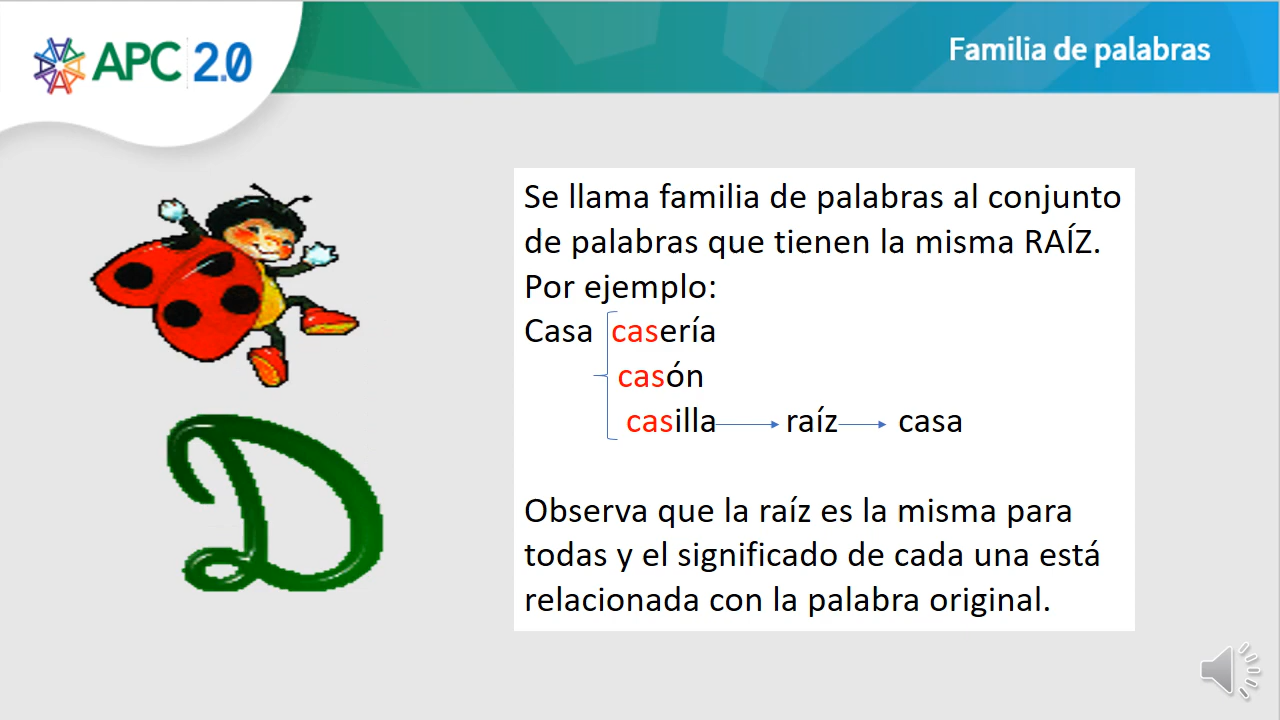 APC 2.0
Familia de palabras
Se llama familia de palabras al conjunto
de palabras que tienen la misma RAÍZ.
Por ejemplo:
Casa casería
casón
casilla raíz casa
Observa que la raíz es la misma para
todas y el significado de cada una está
relacionada con la palabra original.
D